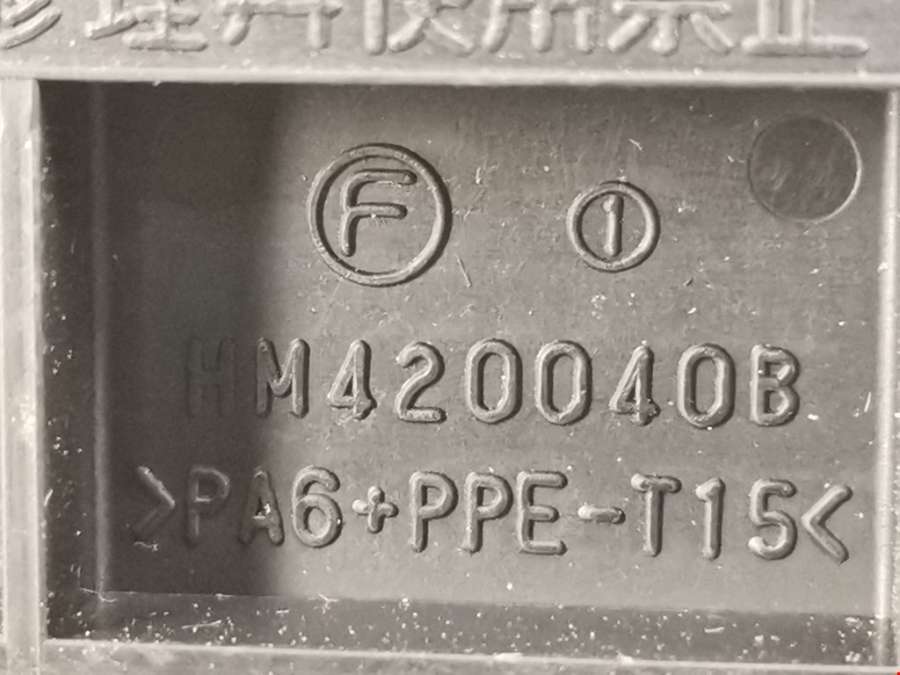 F 1
HM420040B
>PA6+PPE-T15<